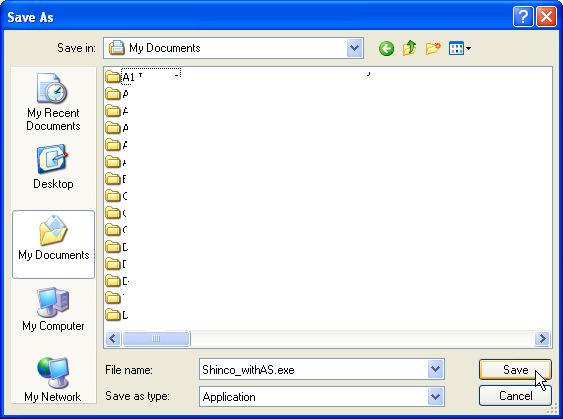 Save As
Save in:
My Documents
My Recent
Documents
Desktop
My Documents
My Computer
My Network
A1
File name:
Shinco_withAS.exe
Save
Save as type:
Application
Cancel